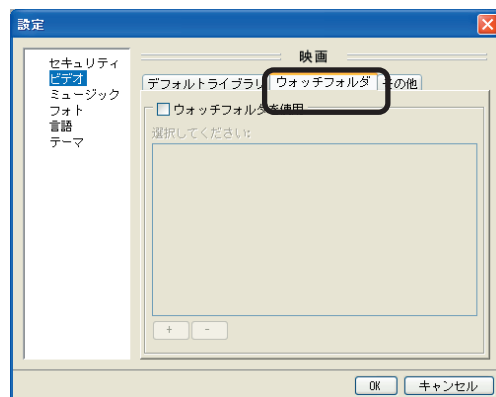 設定
セキュリティ
ビデオ
ミュージック
フォト
言語
テーマ
映画
デフォルトライブラリ ウォッチフォルダ その他
ウォッチフォルダを使用
選択してください:
+ -
OK キャンセル